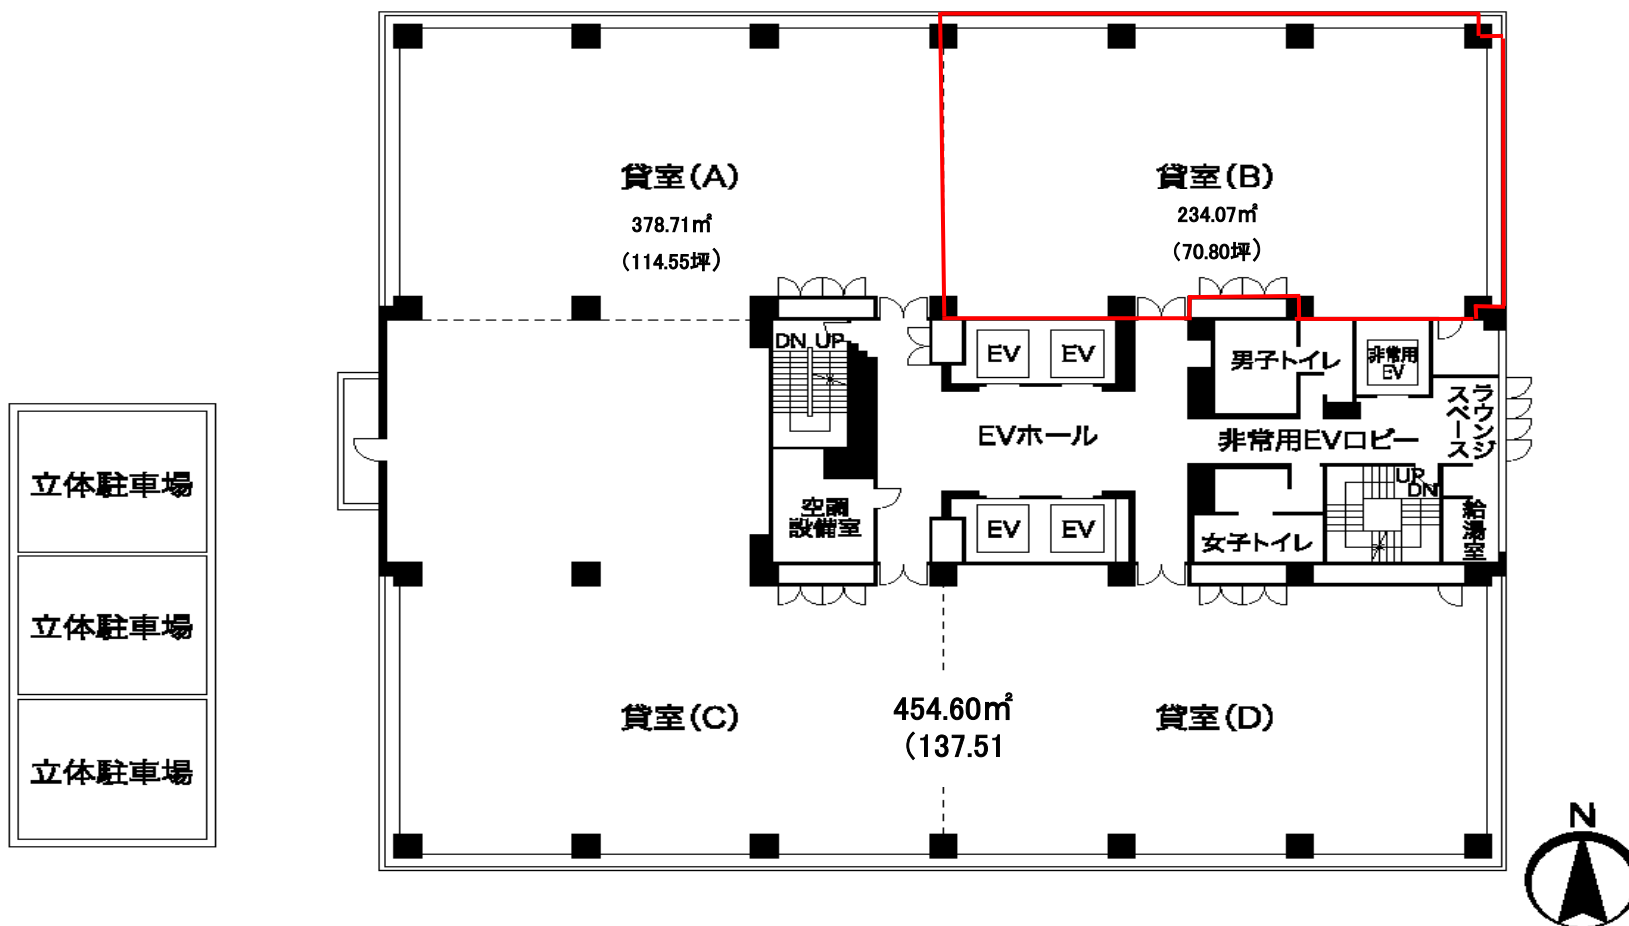 貸室(A)
378.71㎡
(114.55坪)
貸室(B)
234.07㎡
(70.80坪)
DN UP
EV
EV
男子トイレ
非常用
EV
ラウンジ
スペース
EVホール
非常用EVロビー
立体駐車場
UP
DN
空調
設備室
EV
EV
女子トイレ
給湯室
立体駐車場
貸室(C)
454.60㎡
(137.51
貸室(D)
立体駐車場
N